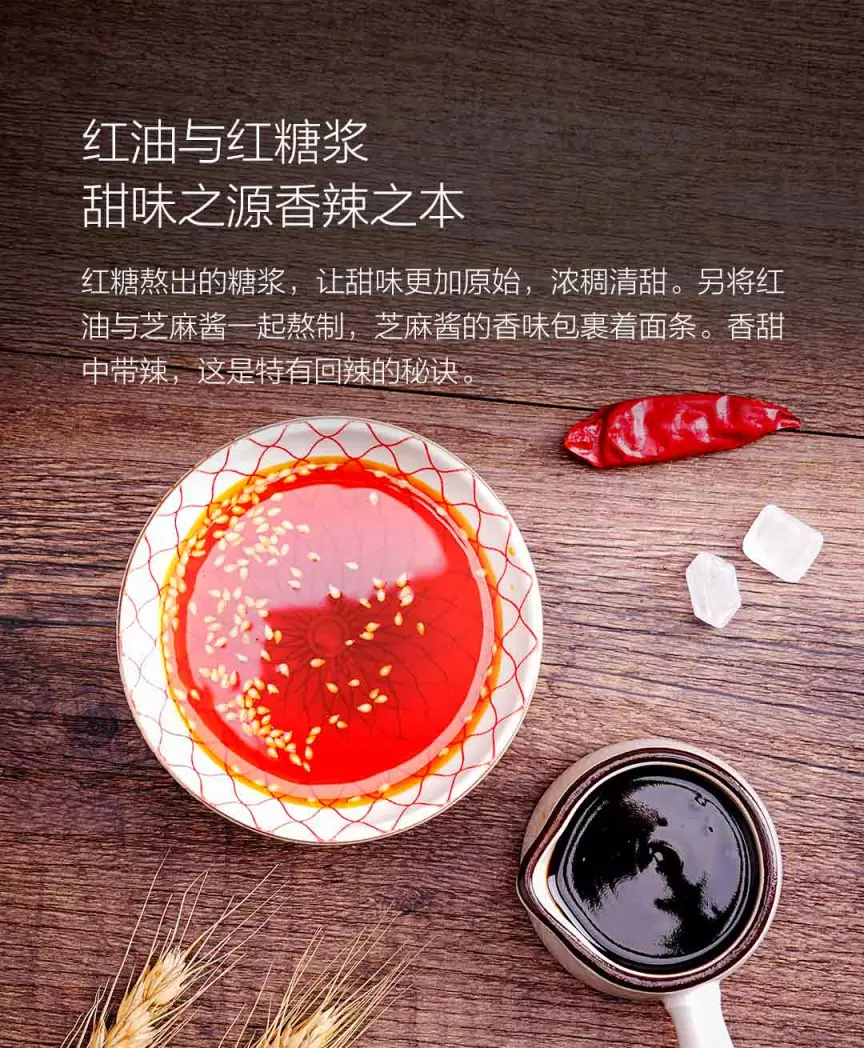 红油与红糖浆
甜味之源香辣之本
红糖熬出的糖浆，让甜味更加原始，浓稠清甜。另将红
油与芝麻酱一起熬制，芝麻酱的香味包裹着面条。香甜
中带辣，这是特有回辣的秘诀。